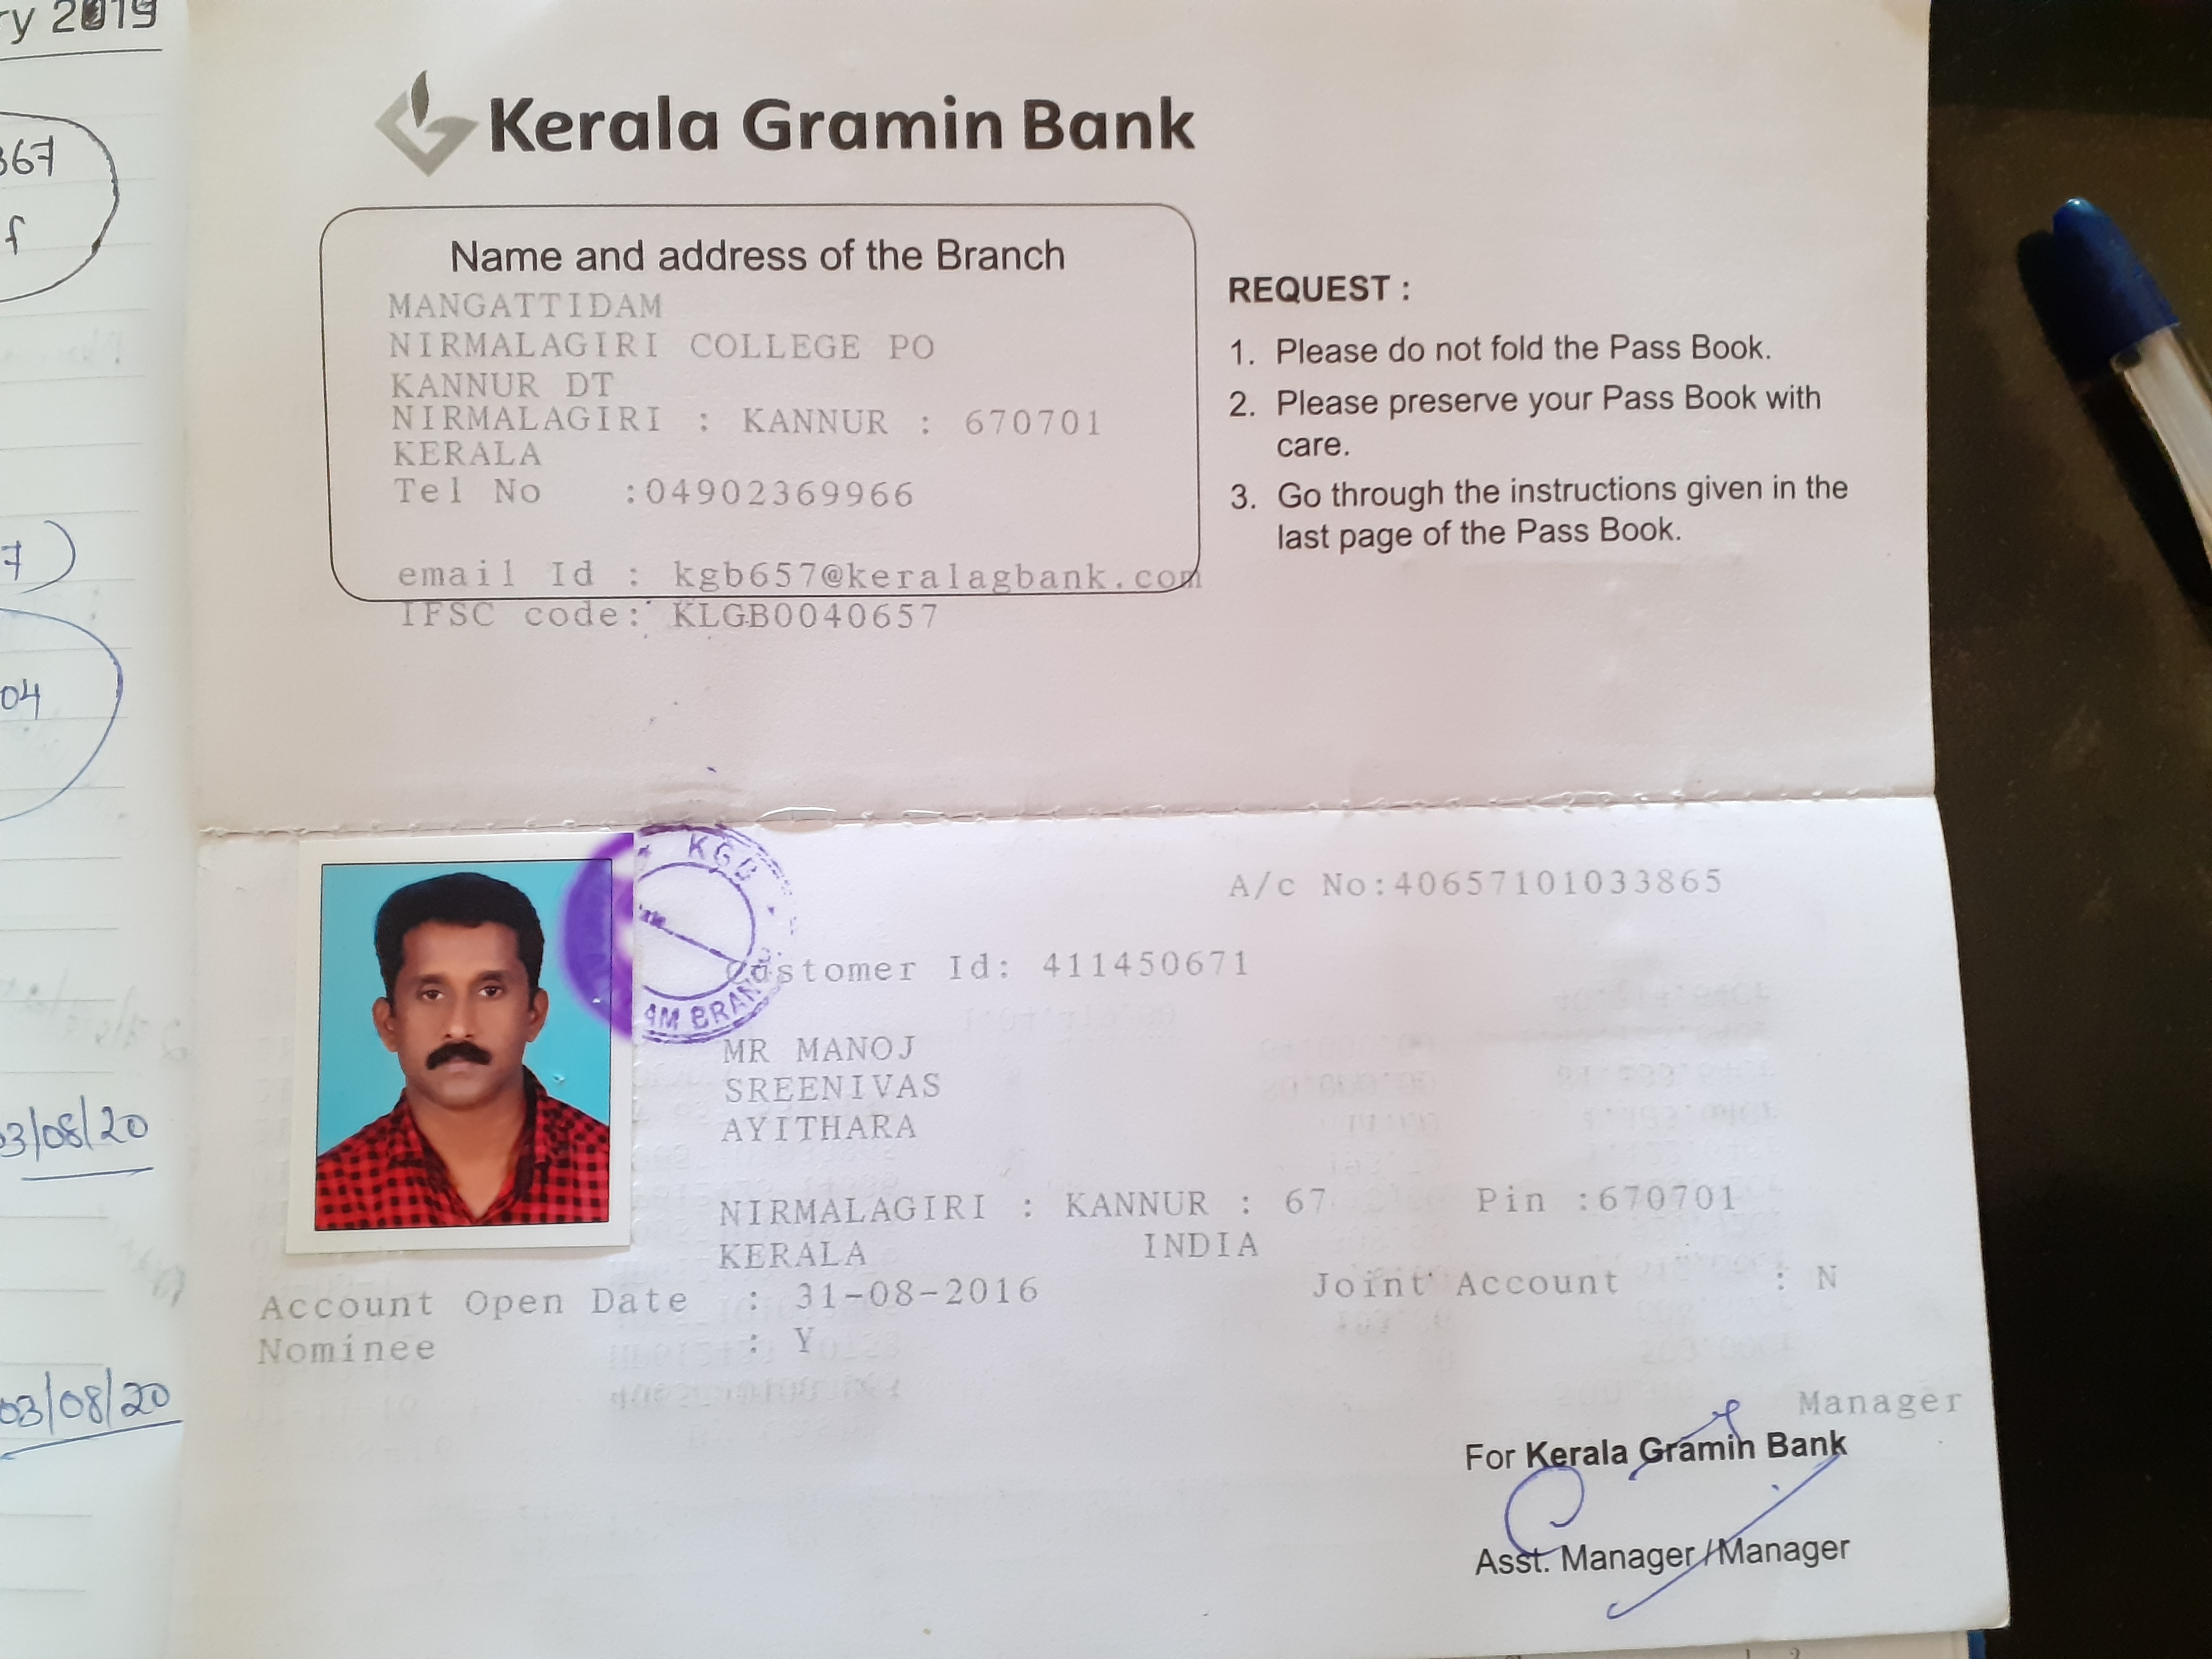 Kerala Gramin Bank
Name and address of the Branch
MANGATTIDAM
NIRMALAGIRI COLLEGE PO
KANNUR DT
NIRMALAGIRI : KANNUR : 670701
KERALA
Tel No :04902369966
email Id : kgb657@keralagbank.com
IFSC code: KLGB0040657
REQUEST :
1. Please do not fold the Pass Book.
2. Please preserve your Pass Book with
care.
3. Go through the instructions given in the
last page of the Pass Book.
A/c No:40657101033865
Customer Id: 411450671
MR MANOJ
SREENIVAS
AYITHARA
NIRMALAGIRI : KANNUR : 67 Pin :670701
KERALA INDIA
Account Open Date : 31-08-2016 Joint Account : N
Nominee : Y
Manager
For Kerala Gramin Bank
Asst. Manager/Manager
KGB
BRAN
2019
367
04
03/08/20
03/08/20